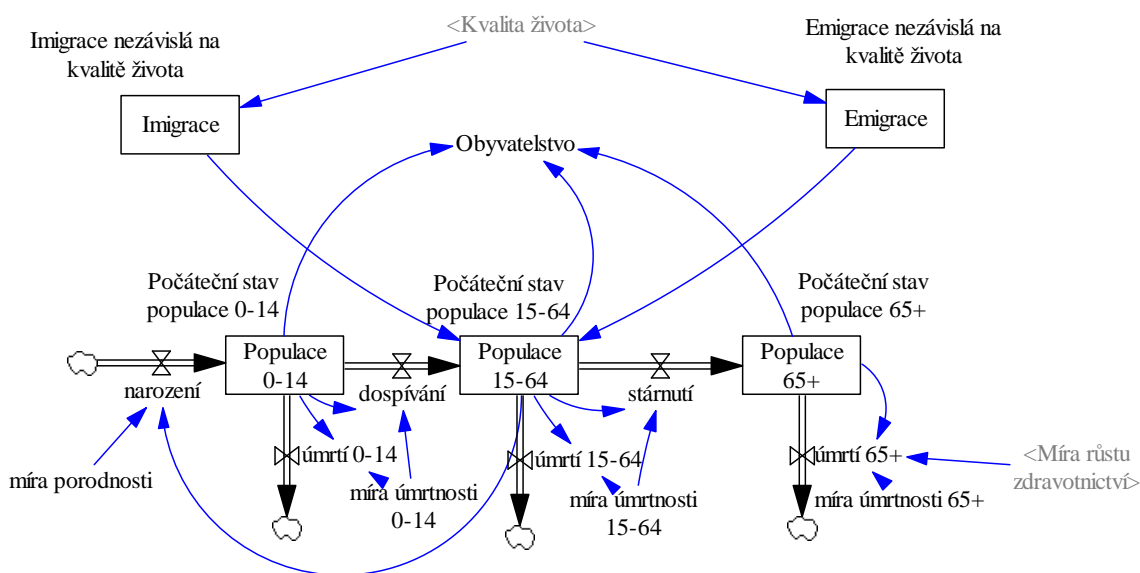 <Kvalita života>
Imigrace nezávislá na
kvalitě života
Emigrace nezávislá na
kvalitě života
Imigrace
Emigrace
Obyvatelstvo
Počáteční stav
populace 0-14
Počáteční stav
populace 15-64
Počáteční stav
populace 65+
Populace
0-14
Populace
15-64
Populace
65+
narození
dospívání
stárnutí
míra porodnosti
úmrtí 0-14
úmrtí 15-64
úmrtí 65+
míra úmrtnosti
0-14
míra úmrtnosti
15-64
míra úmrtnosti 65+
<Míra růstu
zdravotnictví>